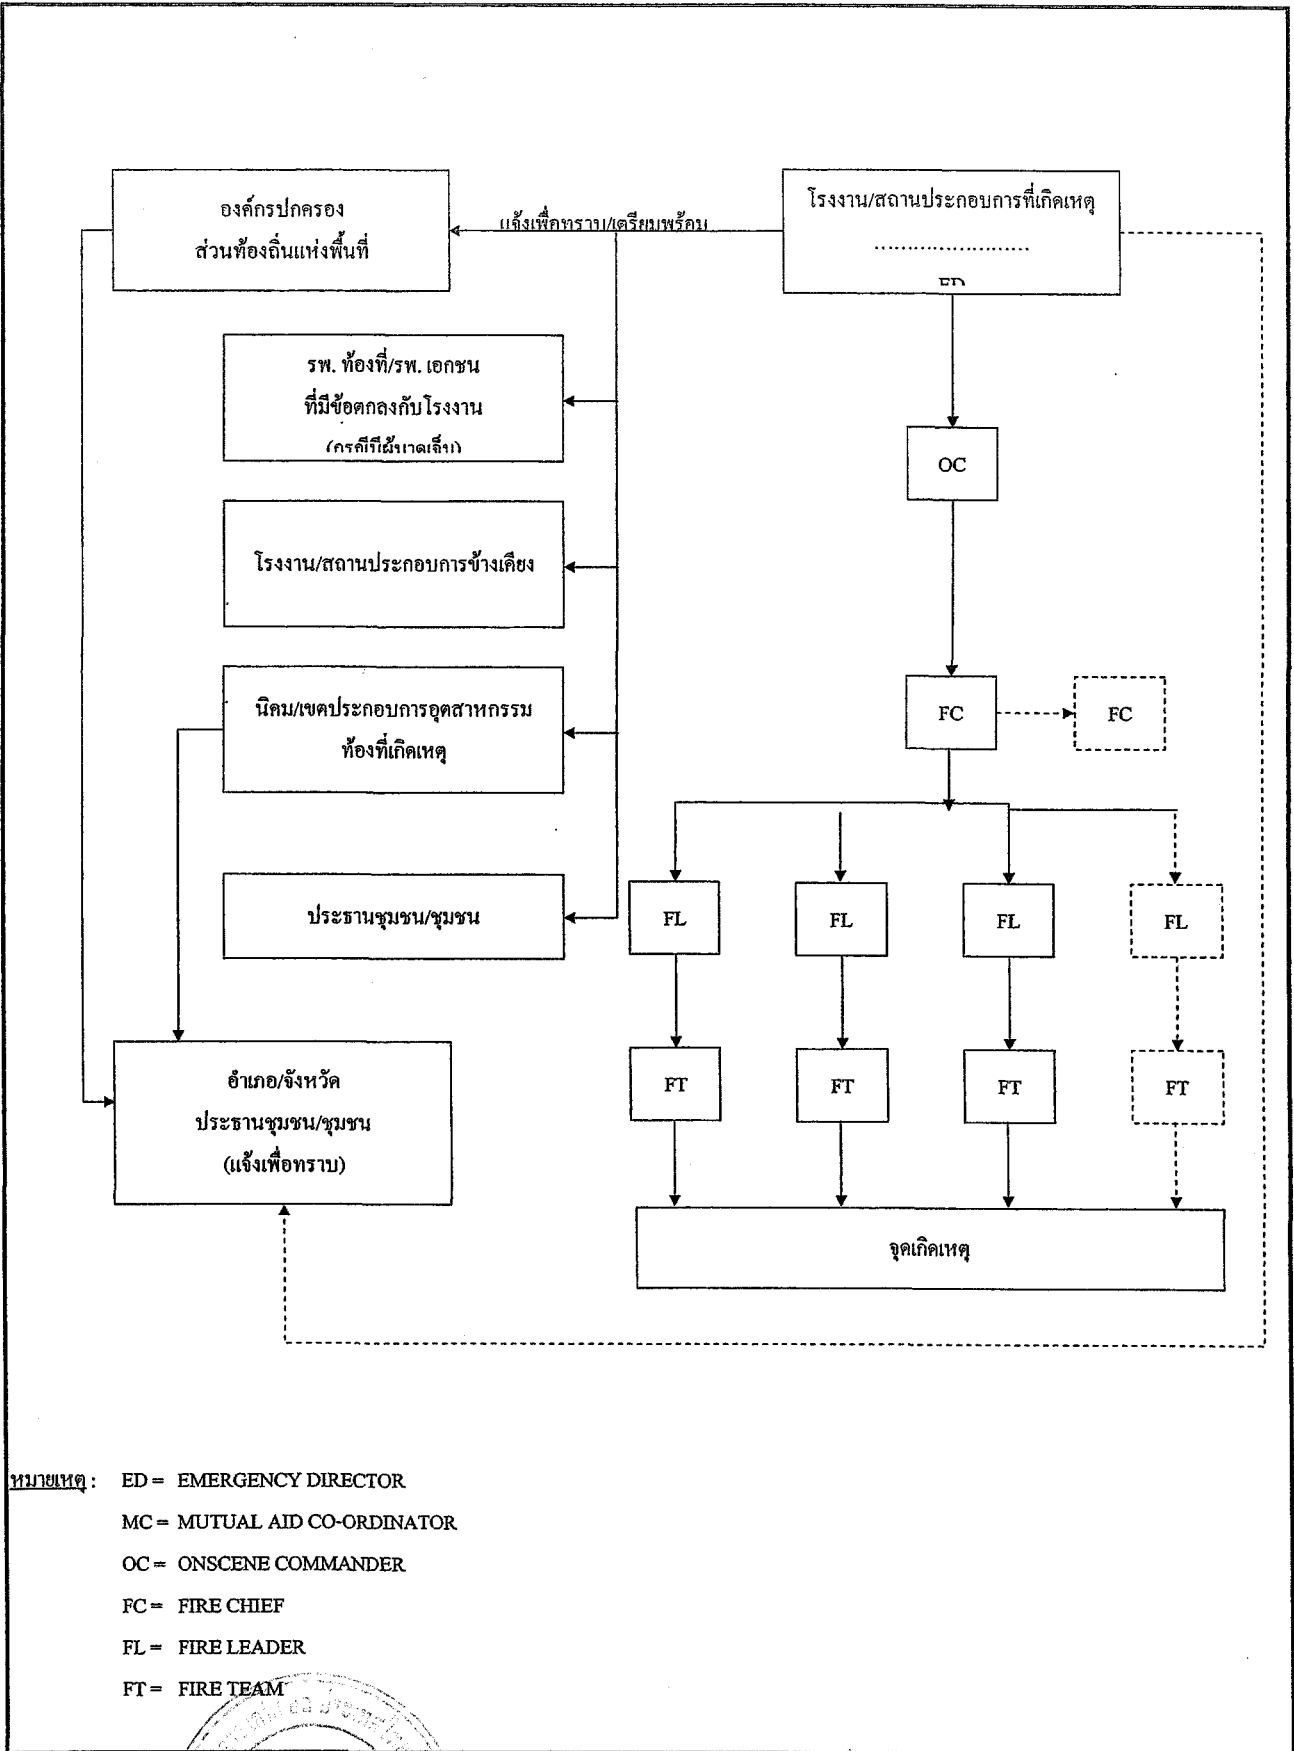 องค์กรปกครอง
ส่วนท้องถิ่นแห่งพื้นที่
แจ้งเพื่อทราบ/เตรียมพร้อม
โรงงาน/สถานประกอบการที่เกิดเหตุ
........................
ED
รพ. ท้องที่/รพ. เอกชน
ที่มีข้อตกลงกับโรงงาน
(กรณีมีผู้บาดเจ็บ)
OC
โรงงาน/สถานประกอบการข้างเคียง
นิคม/เขตประกอบการอุตสาหกรรม
ท้องที่เกิดเหตุ
FC
FC
ประธานชุมชน/ชุมชน
FL
FL
FL
FL
อำเภอ/จังหวัด
ประธานชุมชน/ชุมชน
(แจ้งเพื่อทราบ)
FT
FT
FT
FT
จุดเกิดเหตุ
หมายเหตุ : ED = EMERGENCY DIRECTOR
MC = MUTUAL AID CO-ORDINATOR
OC = ONSCENE COMMANDER
FC = FIRE CHIEF
FL = FIRE LEADER
FT = FIRE TEAM